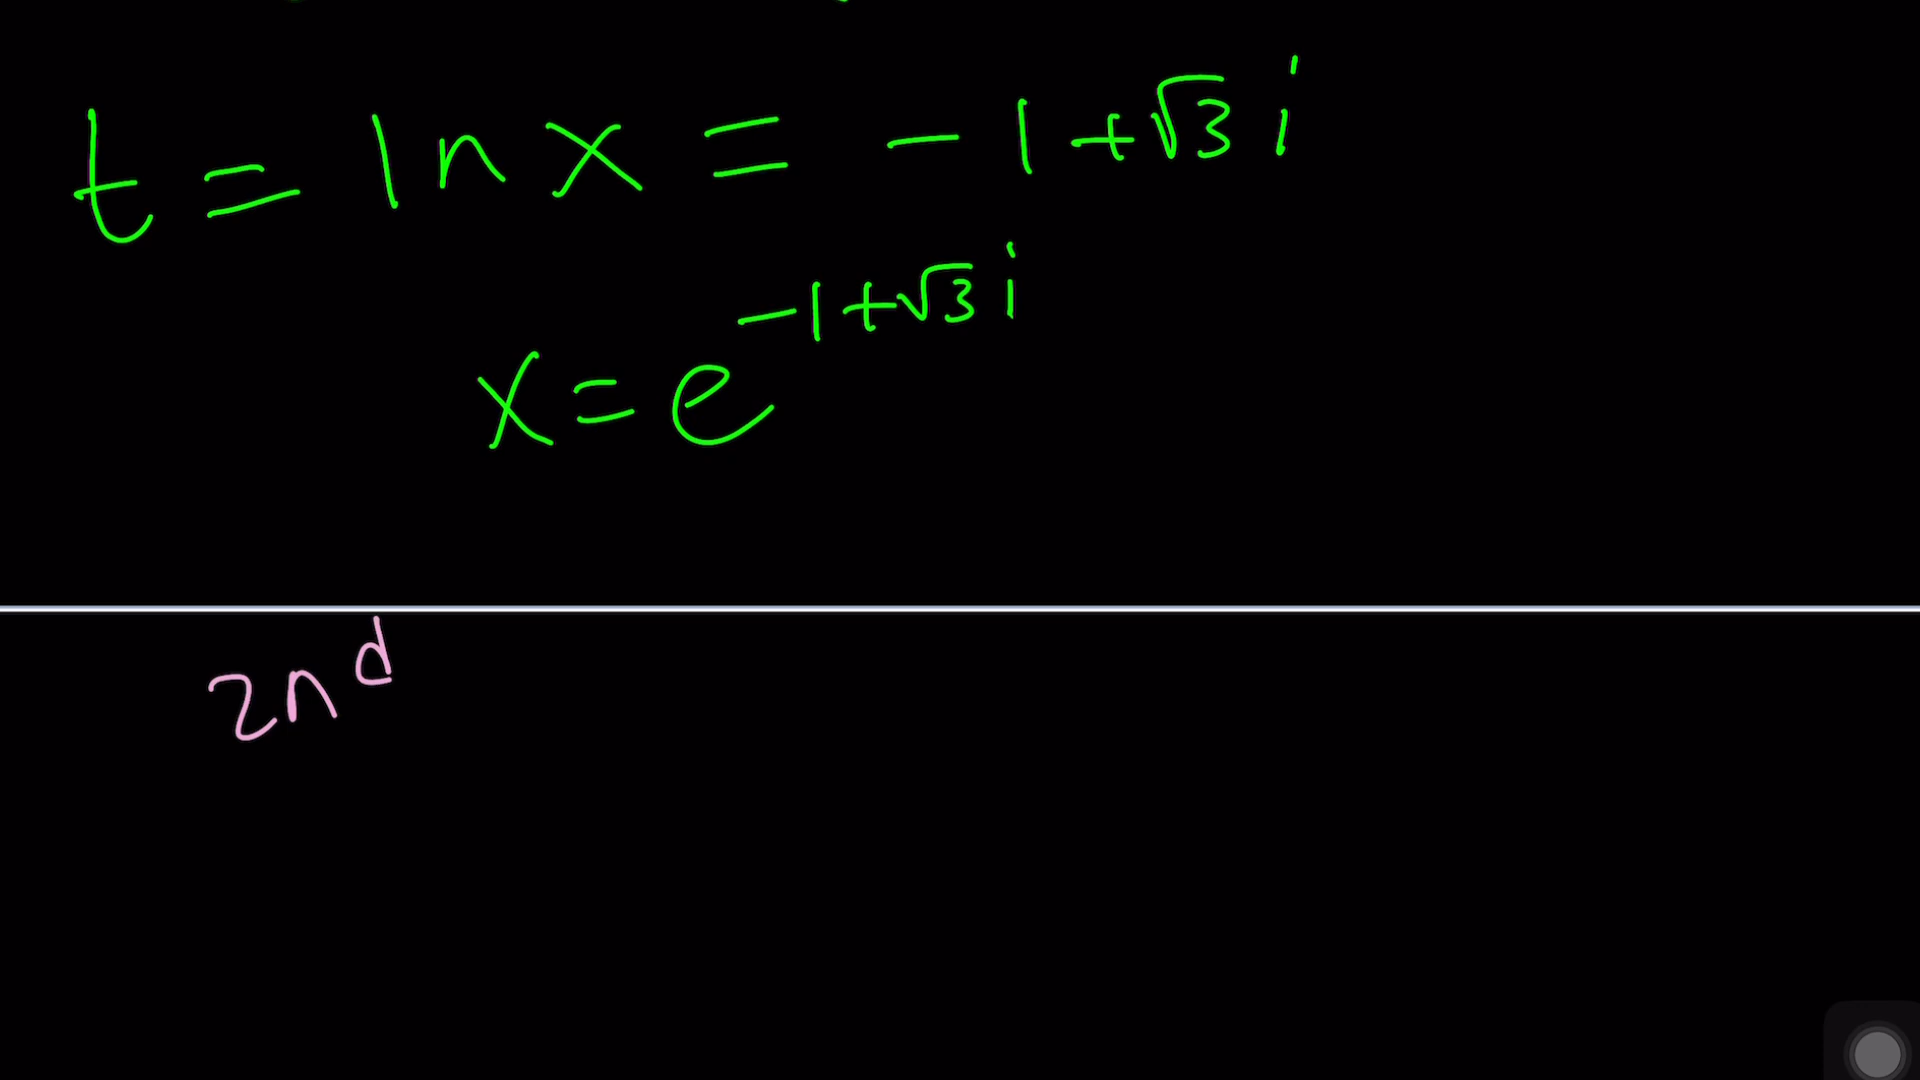 t = ln x = -1+√3 i
x = e^{-1+√3 i}
2nd